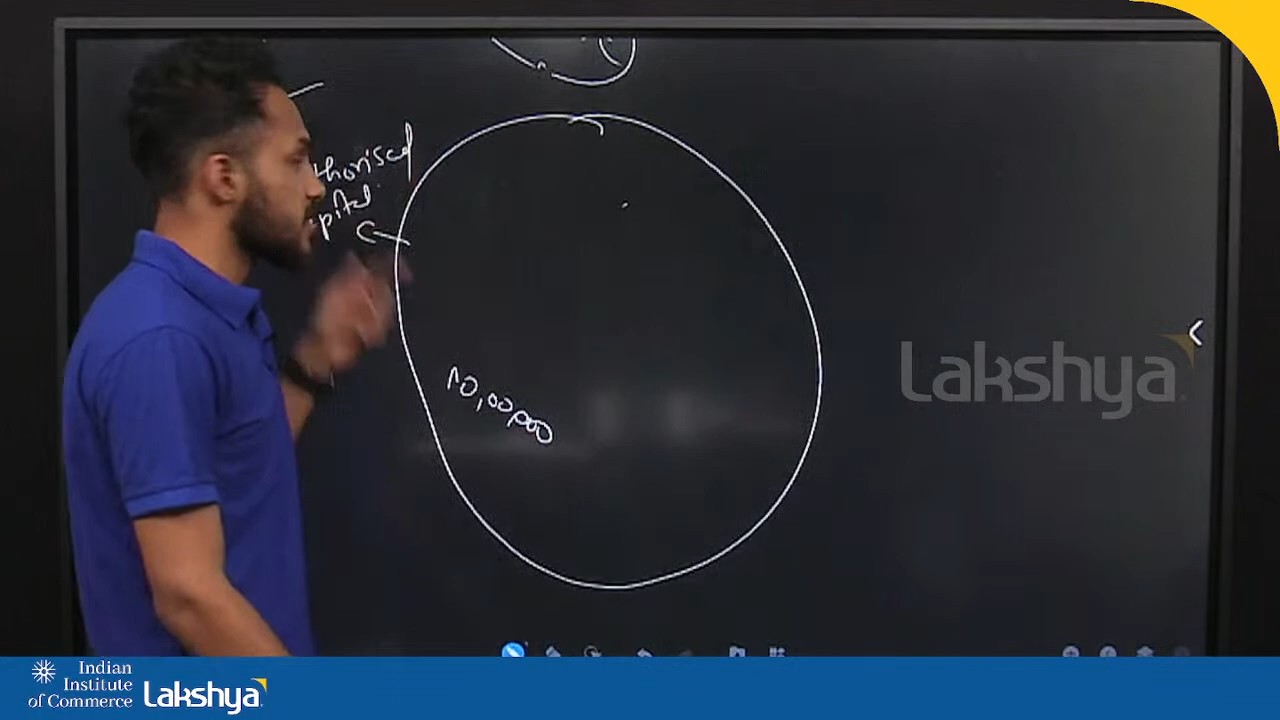 thorised
pital
10,00,000
Lakshya
Indian
Institute
of Commerce
Lakshya